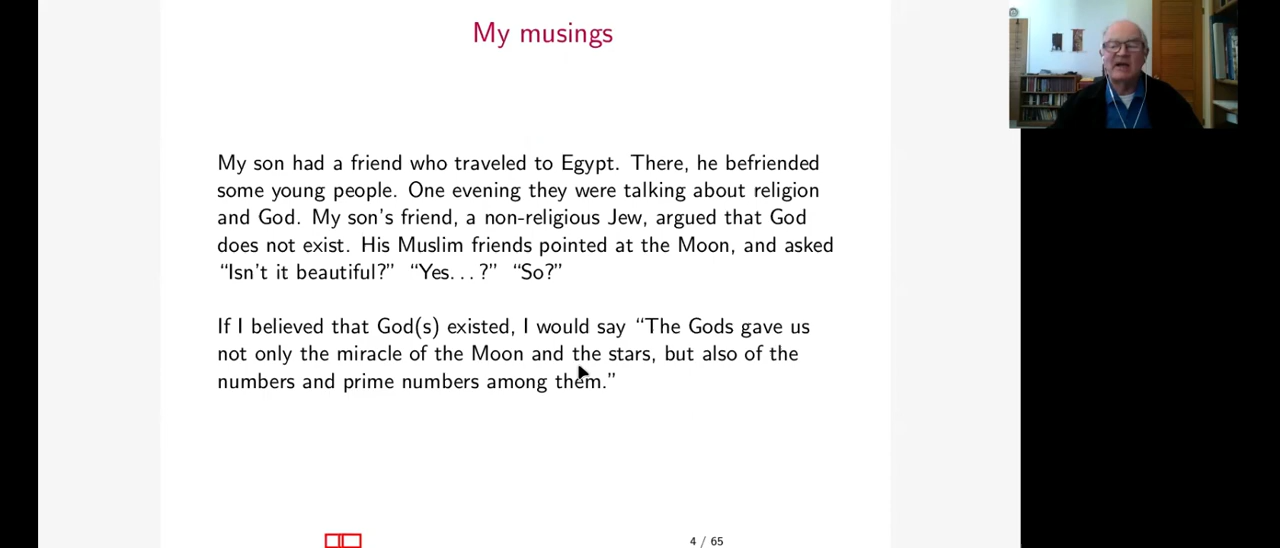 My musings
My son had a friend who traveled to Egypt. There, he befriended
some young people. One evening they were talking about religion
and God. My son's friend, a non-religious Jew, argued that God
does not exist. His Muslim friends pointed at the Moon, and asked
“Isn't it beautiful?” “Yes. . . ?” “So?”
If I believed that God(s) existed, I would say “The Gods gave us
not only the miracle of the Moon and the stars, but also of the
numbers and prime numbers among them.”
4 / 65